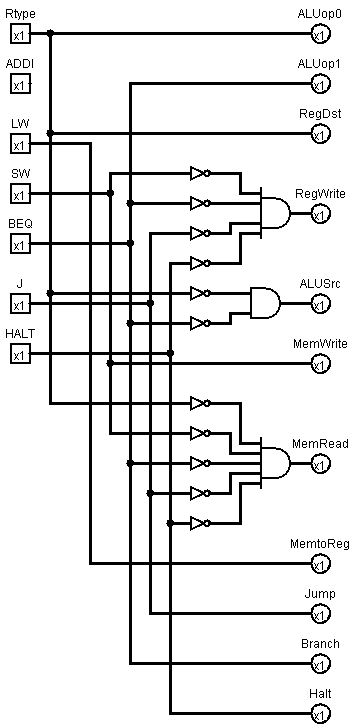 Rtype
x1
ALUop0
x1
ADDI
x1
ALUop1
x1
LW
x1
RegDst
x1
SW
x1
RegWrite
x1
BEQ
x1
J
x1
ALUSrc
x1
HALT
x1
MemWrite
x1
MemRead
x1
MemtoReg
x1
Jump
x1
Branch
x1
Halt
x1